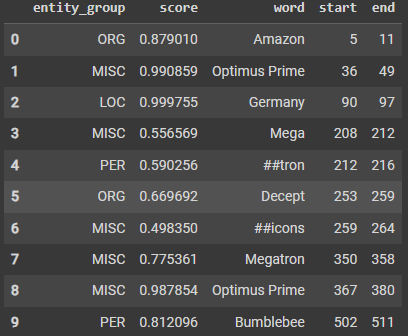 entity_group score word start end
0 ORG 0.879010 Amazon 5 11
1 MISC 0.990859 Optimus Prime 36 49
2 LOC 0.999755 Germany 90 97
3 MISC 0.556569 Mega 208 212
4 PER 0.590256 ##tron 212 216
5 ORG 0.669692 Decept 253 259
6 MISC 0.498350 ##icons 259 264
7 MISC 0.775361 Megatron 350 358
8 MISC 0.987854 Optimus Prime 367 380
9 PER 0.812096 Bumblebee 502 511